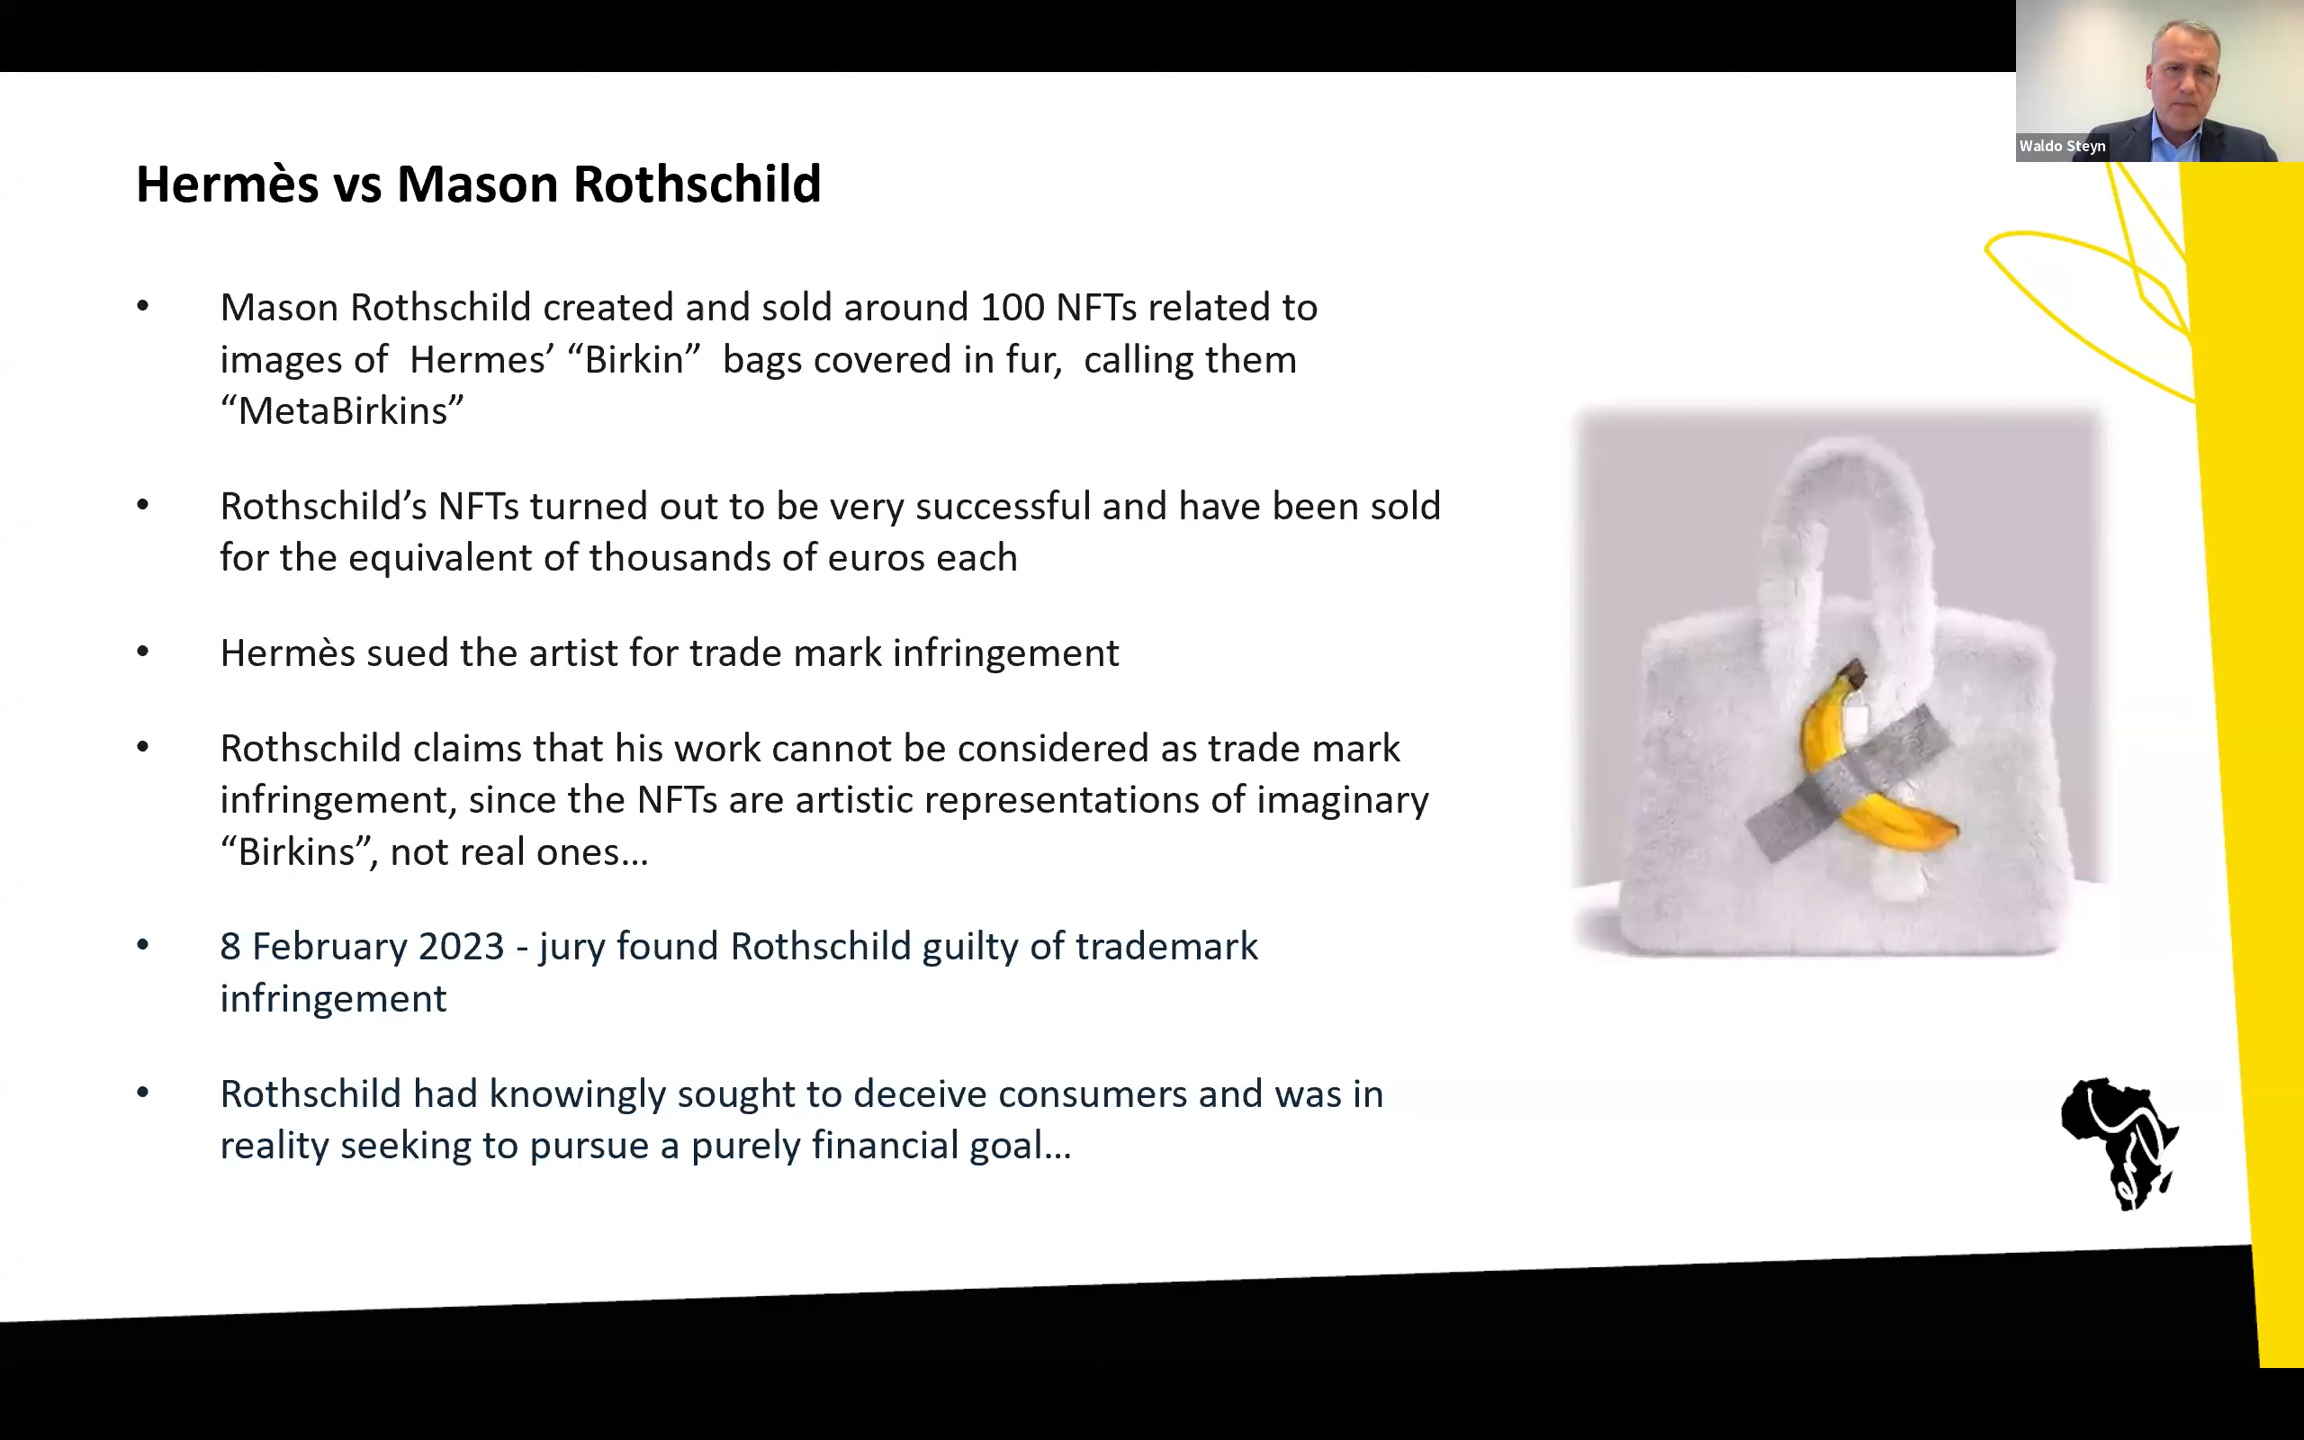 Waldo Steyn
Hermès vs Mason Rothschild
• Mason Rothschild created and sold around 100 NFTs related to
images of Hermes’ “Birkin” bags covered in fur, calling them
“MetaBirkins”
• Rothschild’s NFTs turned out to be very successful and have been sold
for the equivalent of thousands of euros each
• Hermès sued the artist for trade mark infringement
• Rothschild claims that his work cannot be considered as trade mark
infringement, since the NFTs are artistic representations of imaginary
“Birkins”, not real ones…
• 8 February 2023 - jury found Rothschild guilty of trademark
infringement
• Rothschild had knowingly sought to deceive consumers and was in
reality seeking to pursue a purely financial goal…